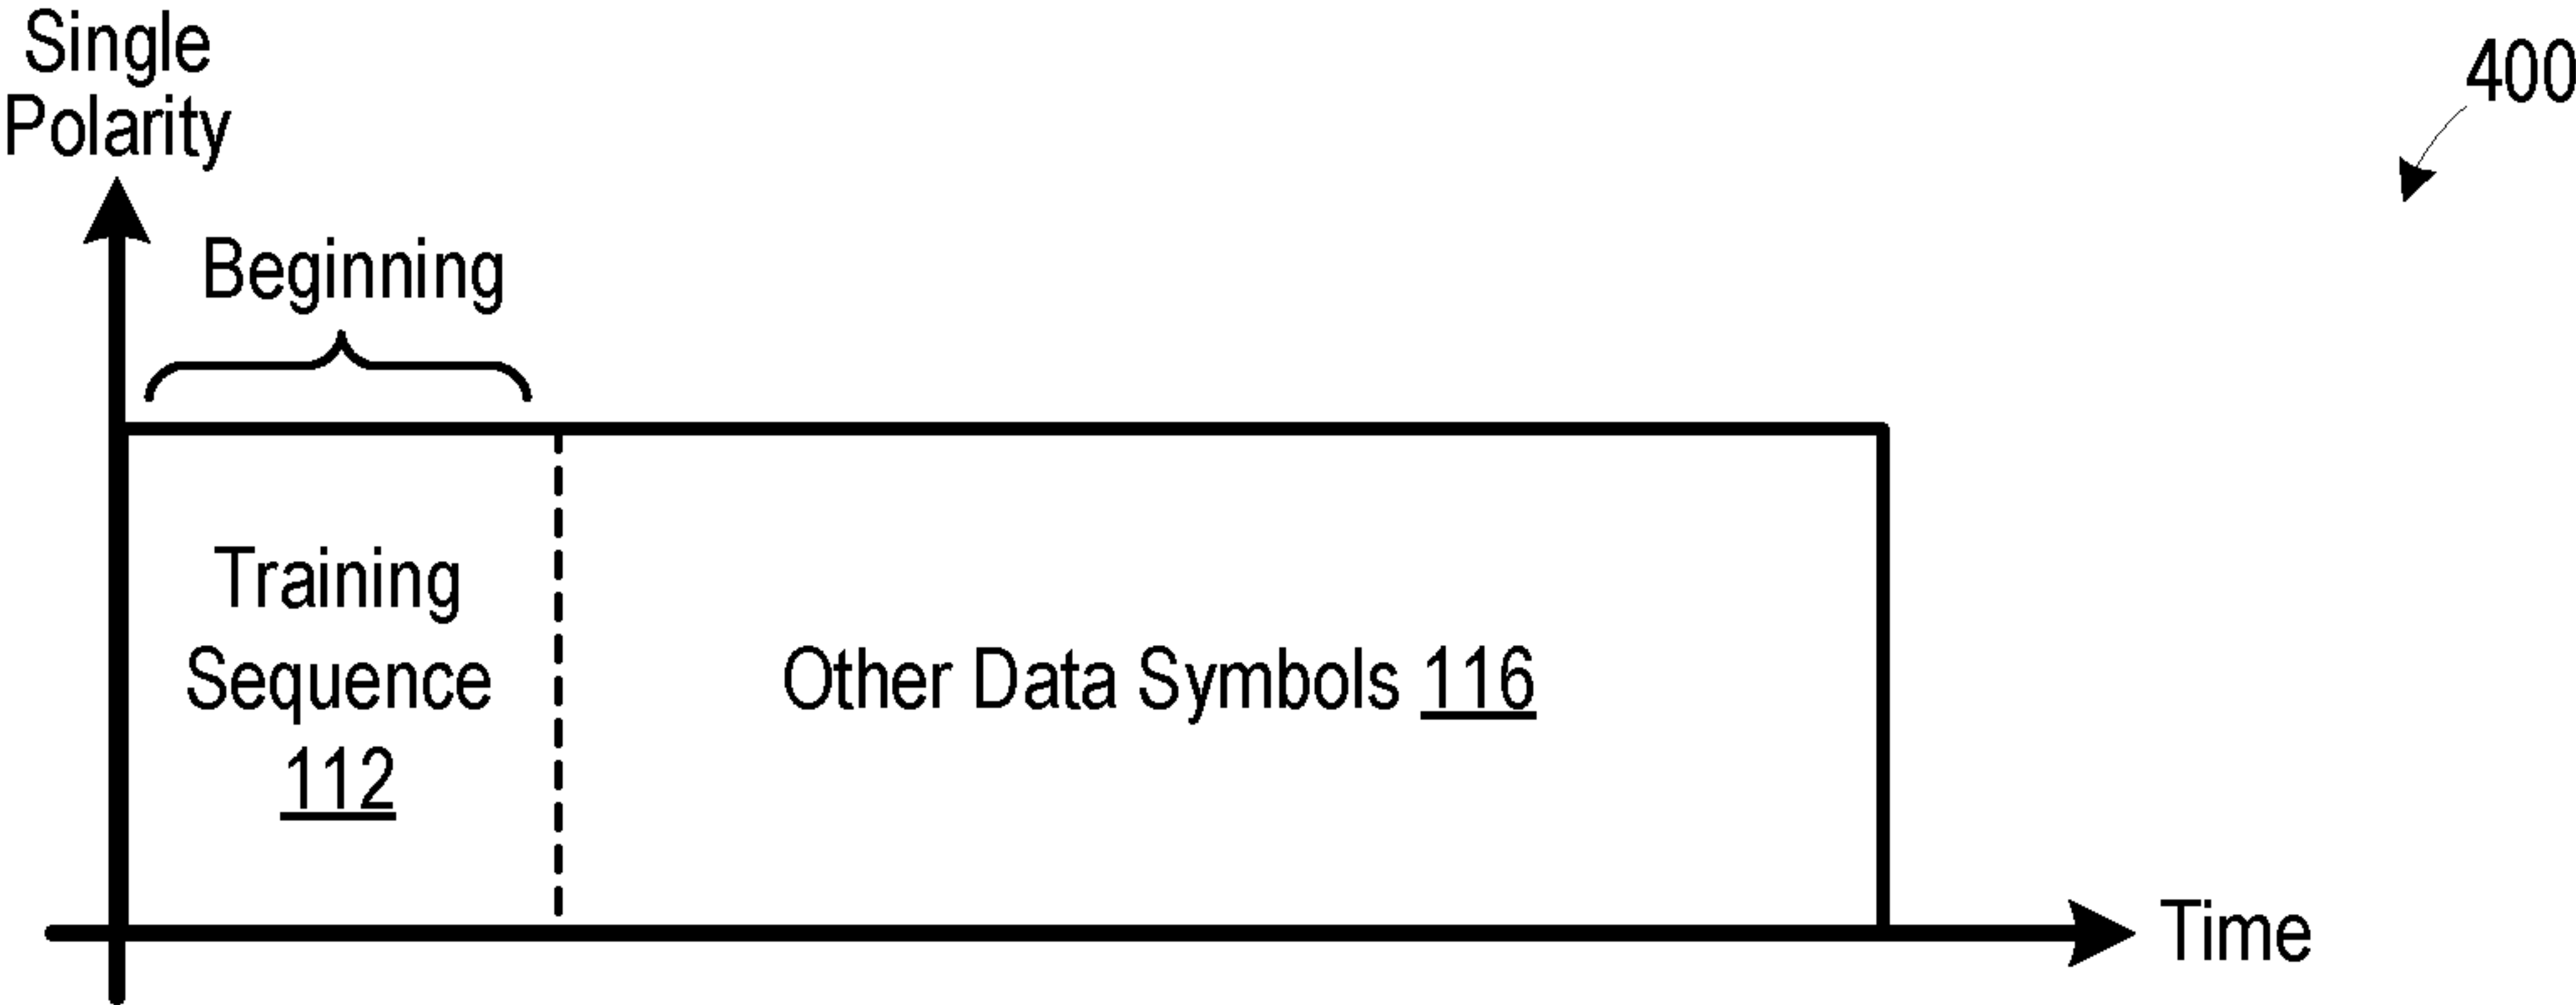 Single
Polarity
400
Beginning
Training
Sequence
112
Other Data Symbols 116
Time